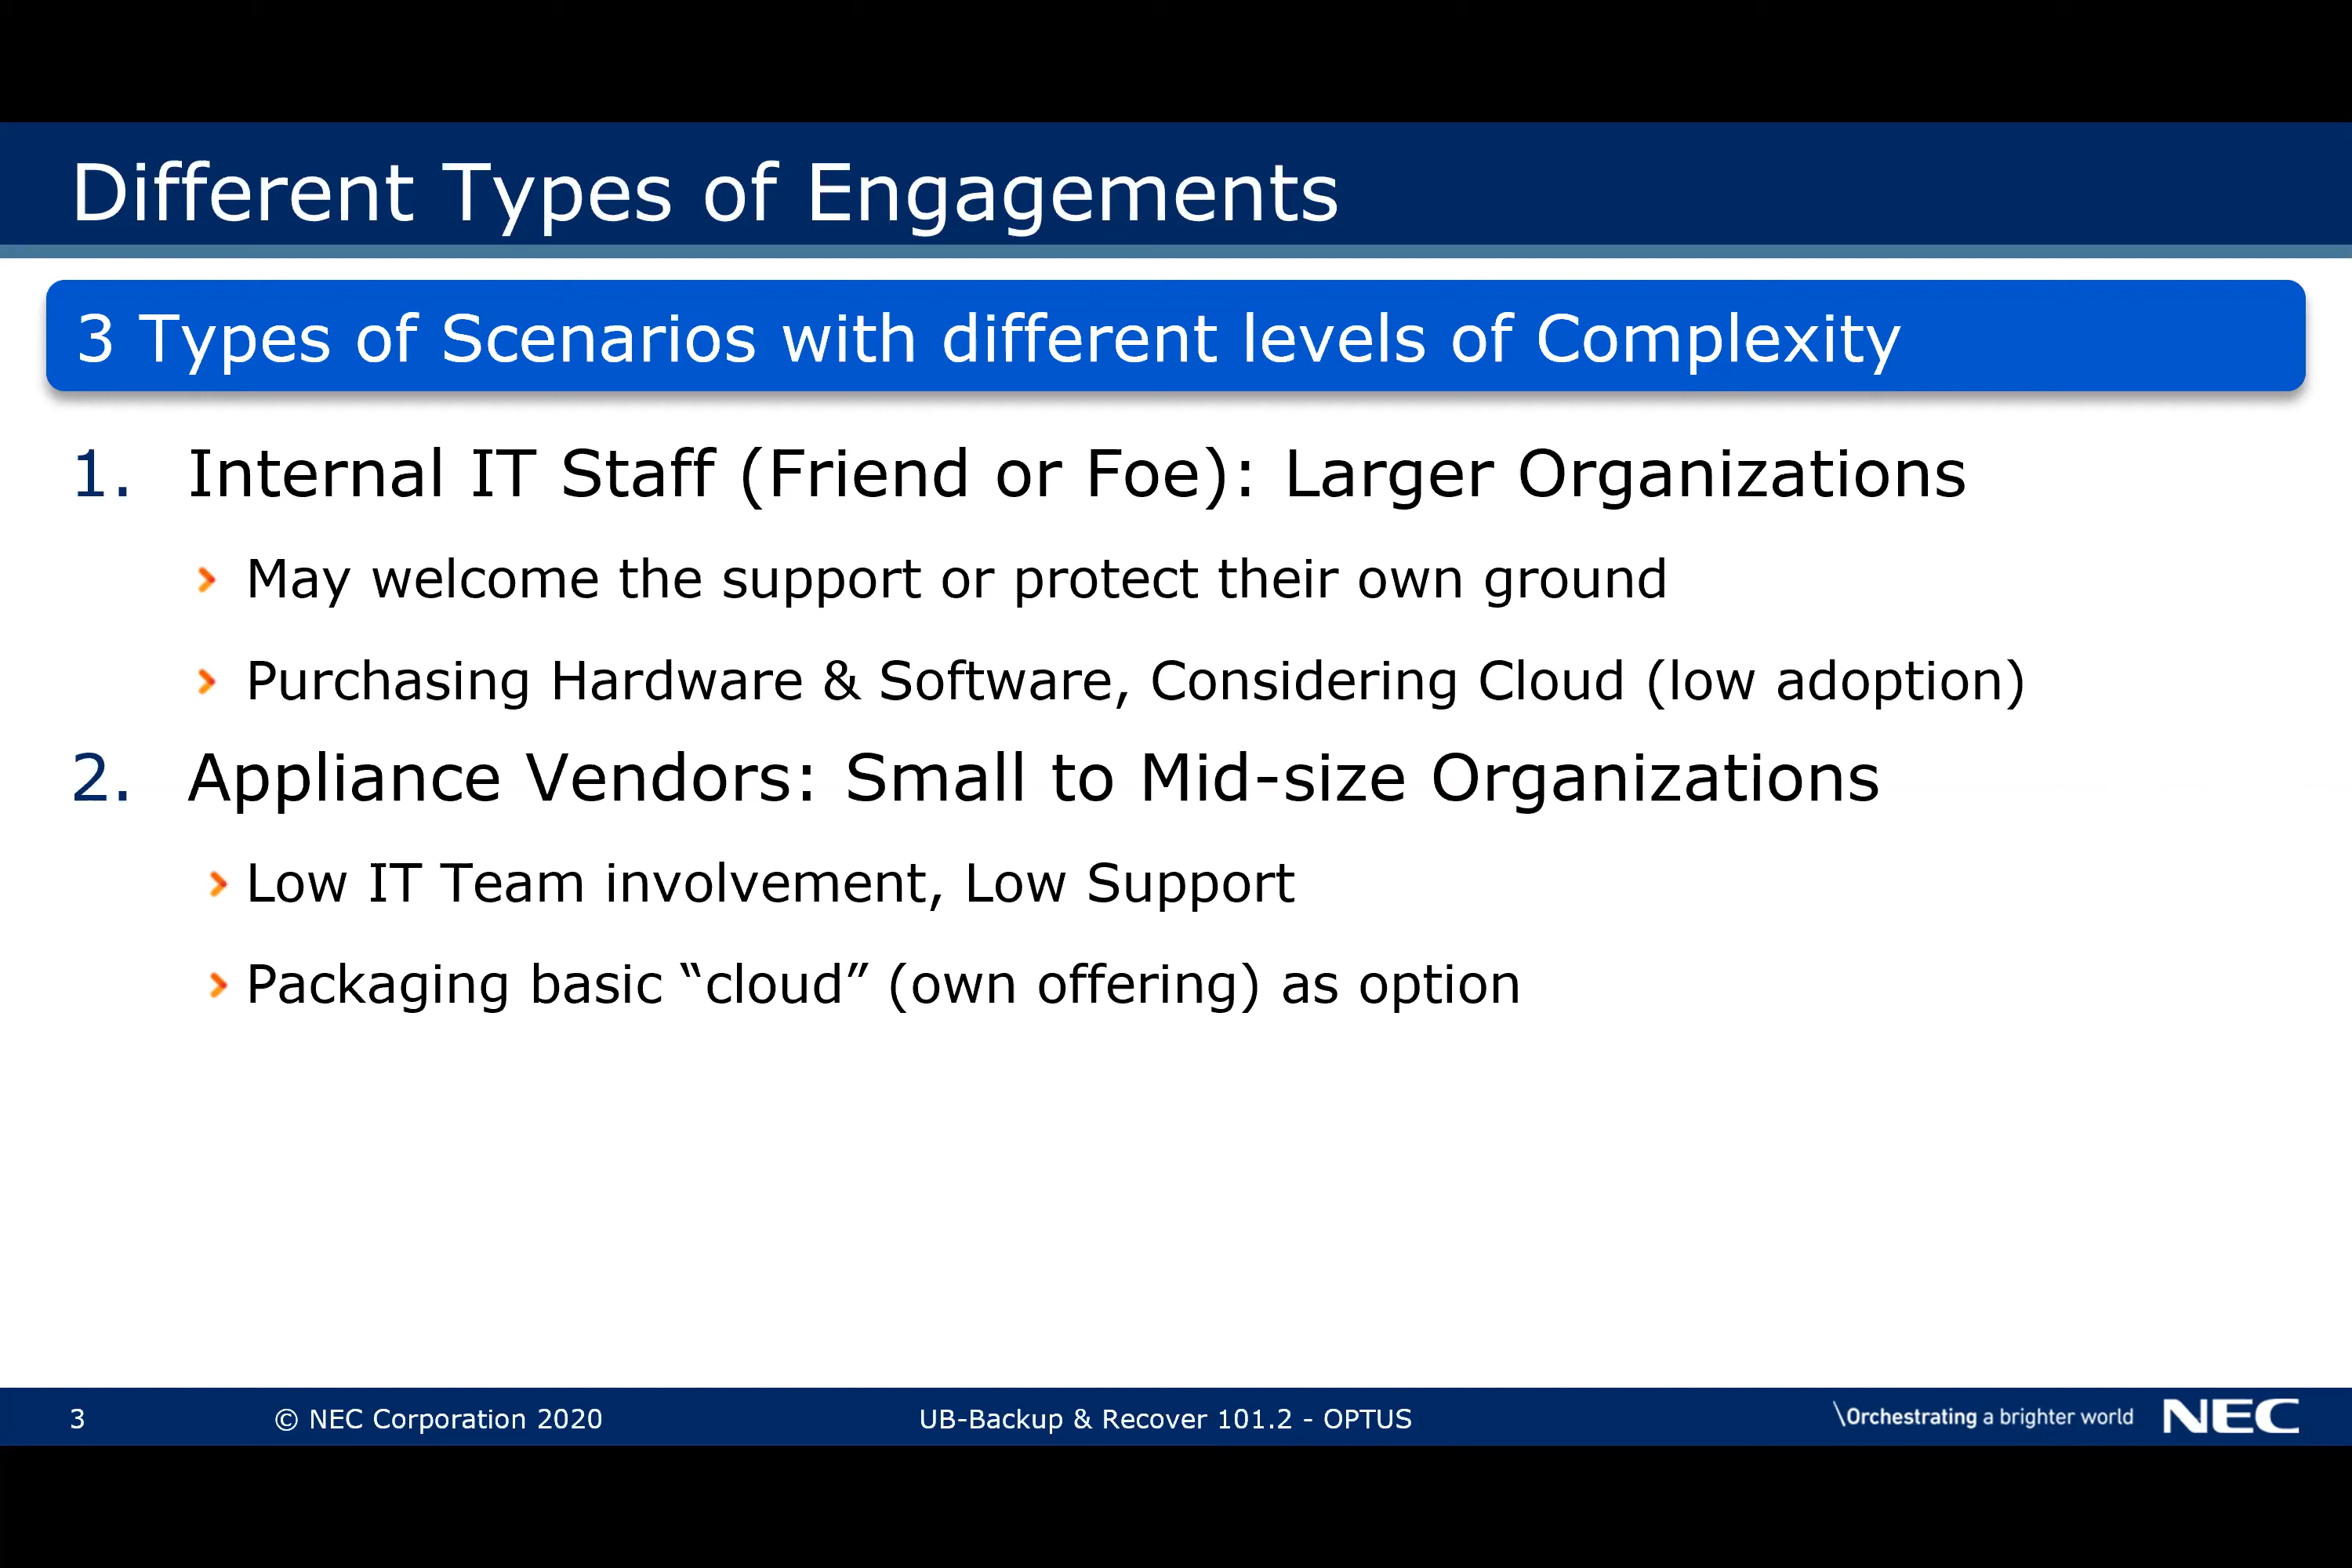 Different Types of Engagements
3 Types of Scenarios with different levels of Complexity
1. Internal IT Staff (Friend or Foe): Larger Organizations
May welcome the support or protect their own ground
Purchasing Hardware & Software, Considering Cloud (low adoption)
2. Appliance Vendors: Small to Mid-size Organizations
Low IT Team involvement, Low Support
Packaging basic “cloud” (own offering) as option
3 © NEC Corporation 2020 UB-Backup & Recover 101.2 - OPTUS \Orchestrating a brighter world NEC